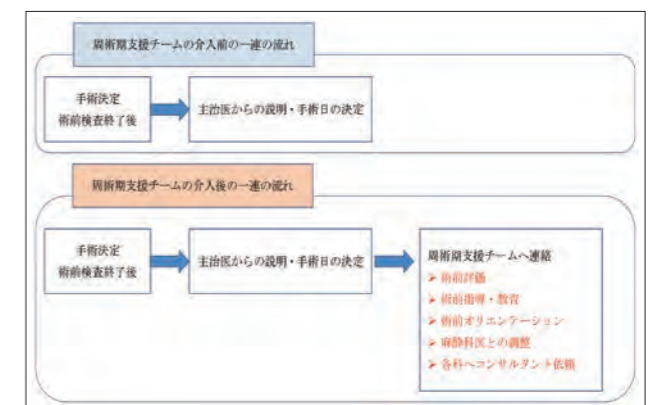 周術期支援チームの介入前の一連の流れ
手術決定
術前検査終了後
主治医からの説明・手術日の決定
周術期支援チームの介入後の一連の流れ
手術決定
術前検査終了後
主治医からの説明・手術日の決定
周術期支援チームへ連絡
➢ 術前評価
➢ 術前指導・教育
➢ 術前オリエンテーション
➢ 麻酔科医との調整
➢ 各科へコンサルタント依頼